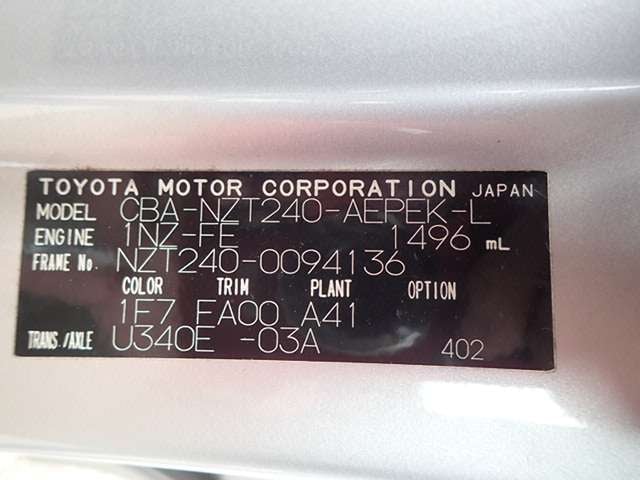 TOYOTA MOTOR CORPORATION JAPAN
MODEL CBA-NZT240-AEPEK-L
ENGINE 1NZ-FE 1496 mL
FRAME No. NZT240-0094136
COLOR TRIM PLANT OPTION
1F7 FA00 A41
TRANS./AXLE U340E -03A 402